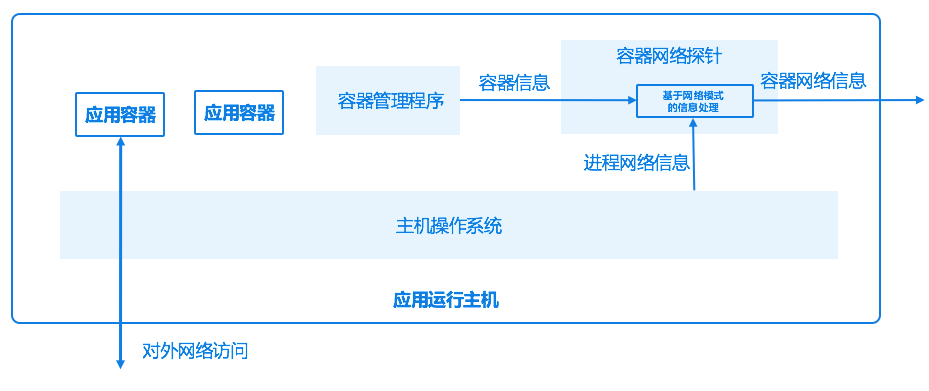 应用容器
应用容器
容器管理程序
容器信息
容器网络探针
基于网络模式
的信息处理
容器网络信息
进程网络信息
主机操作系统
应用运行主机
对外网络访问